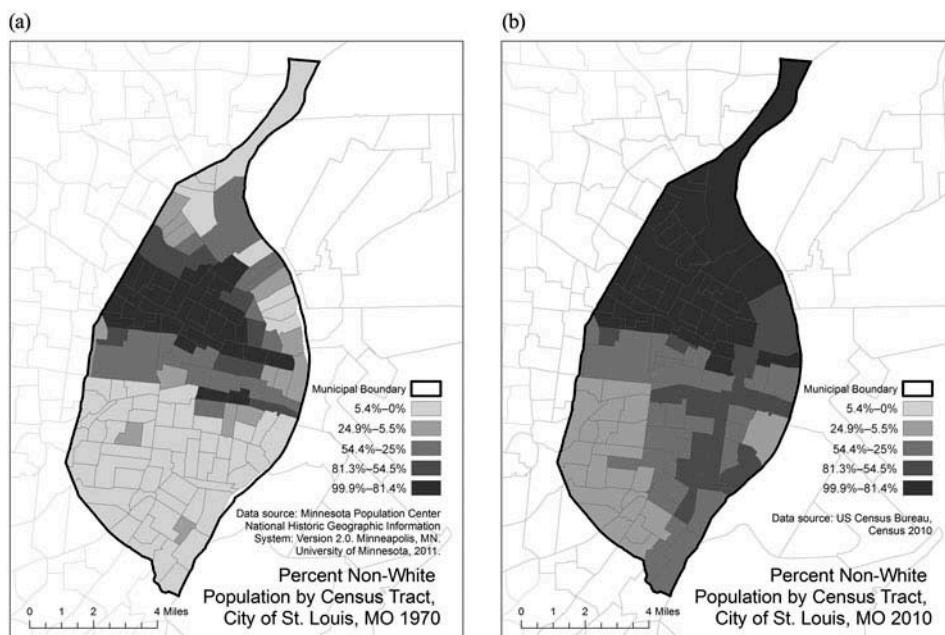 (a)
Municipal Boundary
5.4%–0%
24.9%–5.5%
54.4%–25%
81.3%–54.5%
99.9%–81.4%
Data source: Minnesota Population Center
National Historic Geographic Information
System: Version 2.0. Minneapolis, MN.
University of Minnesota, 2011.
Percent Non-White
Population by Census Tract,
City of St. Louis, MO 1970
0 1 2 4 Miles
(b)
Municipal Boundary
5.4%–0%
24.9%–5.5%
54.4%–25%
81.3%–54.5%
99.9%–81.4%
Data source: US Census Bureau,
Census 2010
Percent Non-White
Population by Census Tract,
City of St. Louis, MO 2010
0 1 2 4 Miles